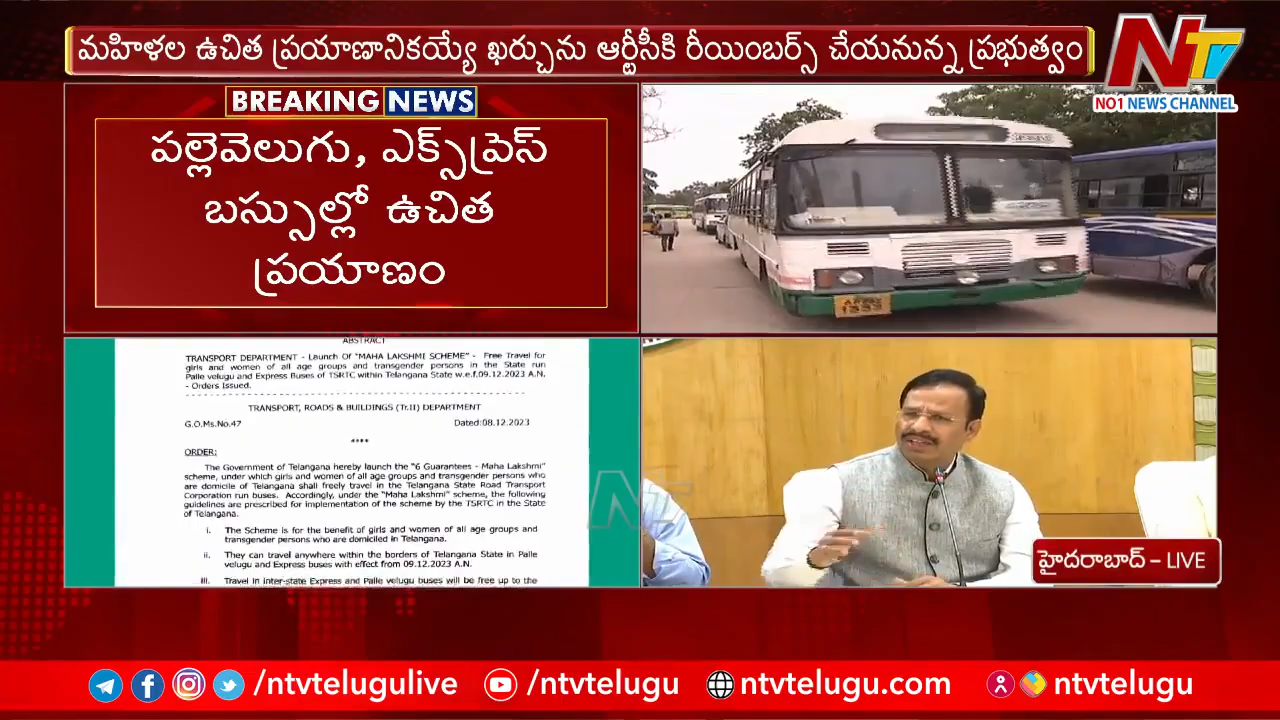 మహిళల ఉచిత ప్రయాణానికయ్యే ఖర్చును ఆర్టీసీకి రీయింబర్స్ చేయనున్న ప్రభుత్వం
NTV
NO1 NEWS CHANNEL
BREAKING NEWS
పల్లెవెలుగు, ఎక్స్‌ప్రెస్
బస్సుల్లో ఉచిత
ప్రయాణం
ABSTRACT
TRANSPORT DEPARTMENT - Launch Of "MAHA LAKSHMI SCHEME" - Free Travel for
girls and women of all age groups and transgender persons in the State run
Palle velugu and Express Buses of TSRTC within Telangana State w.e.f.09.12.2023 A.N.
- Orders Issued.
TRANSPORT, ROADS & BUILDINGS (Tr.II) DEPARTMENT
G.O.Ms.No.47 Dated:08.12.2023
****
ORDER:
The Government of Telangana hereby launch the "6 Guarantees - Maha Lakshmi"
scheme, under which girls and women of all age groups and transgender persons who
are domicile of Telangana shall freely travel in the Telangana State Road Transport
Corporation run buses. Accordingly, under the "Maha Lakshmi" scheme, the following
guidelines are prescribed for implementation of the scheme by the TSRTC in the State
of Telangana.
i. The Scheme is for the benefit of girls and women of all age groups and
transgender persons who are domiciled in Telangana.
ii. They can travel anywhere within the borders of Telangana State in Palle
velugu and Express buses with effect from 09.12.2023 A.N.
iii. Travel in inter-state Express and Palle velugu buses will be free up to the
NTV
హైదరాబాద్ – LIVE
/ntvtelugulive /ntvtelugu ntvtelugu.com ntvtelugu